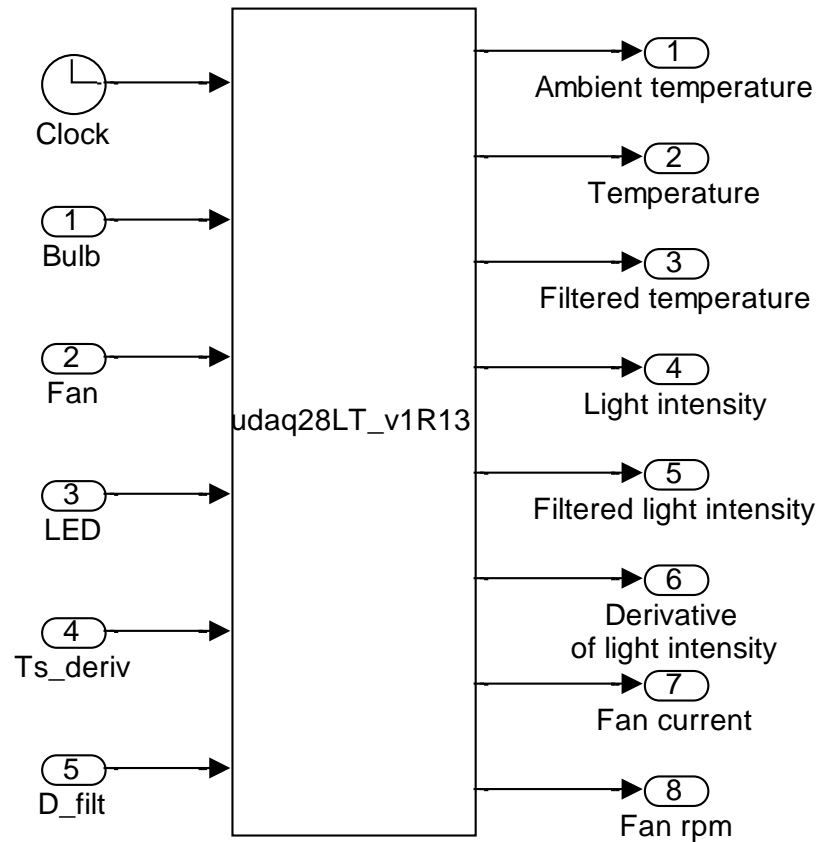 Clock
1
Bulb
2
Fan
3
LED
4
Ts_deriv
5
D_filt
udaq28LT_v1R13
1
Ambient temperature
2
Temperature
3
Filtered temperature
4
Light intensity
5
Filtered light intensity
6
Derivative
of light intensity
7
Fan current
8
Fan rpm